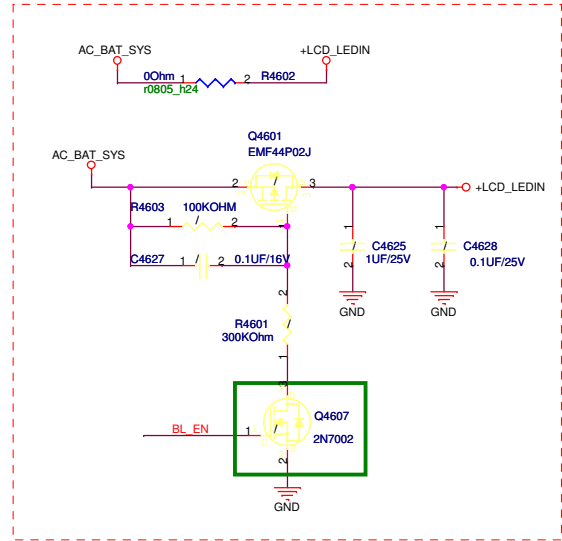 AC_BAT_SYS
+LCD_LEDIN
0Ohm 1 2 R4602
r0805_h24
Q4601
EMF44P02J
AC_BAT_SYS
2 3
+LCD_LEDIN
R4603 100KOHM
1 2 1
C4627 1 2 0.1UF/16V
1 C4625
2 1UF/25V
1 C4628
2 0.1UF/25V
GND GND
2
R4601
300KOhm
1
3
Q4607
BL_EN 1
2N7002
2
GND